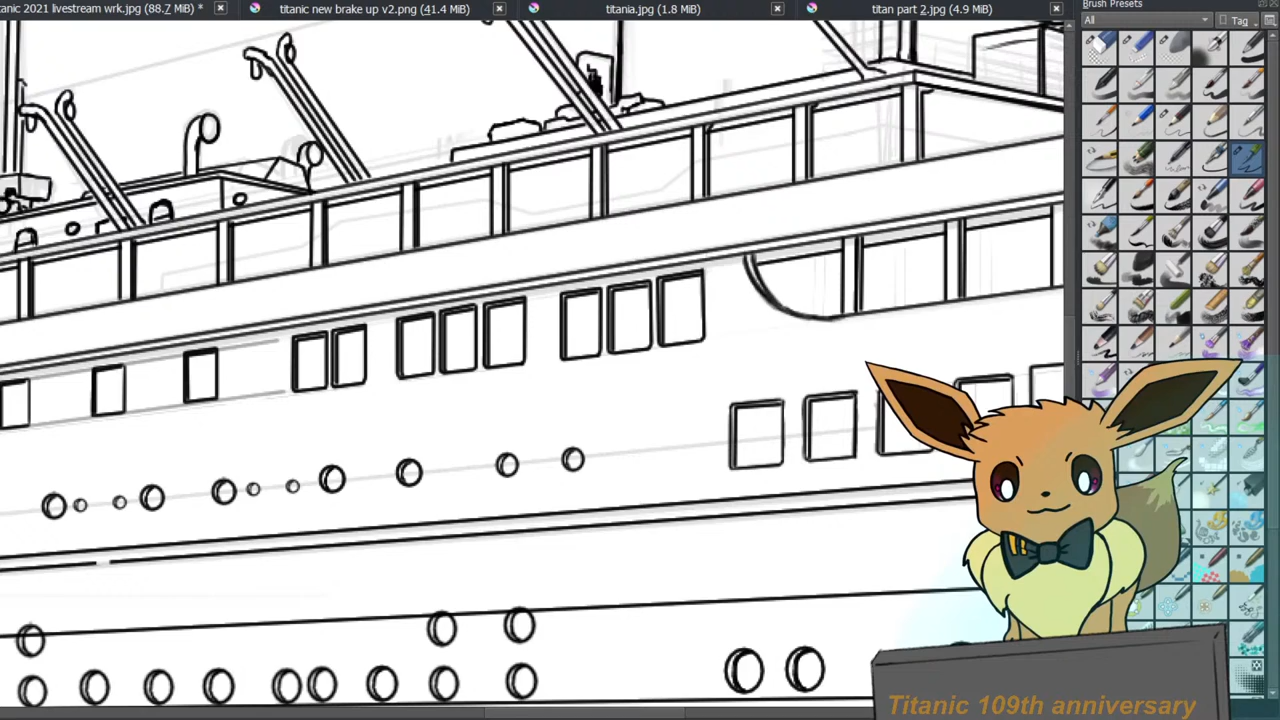 tanic 2021 livestream wrk.jpg (88.7 MiB) *
titanic new brake up v2.png (41.4 MiB)
titania.jpg (1.8 MiB)
titan part 2.jpg (4.9 MiB)
Brush Presets
All
Tag
Titanic 109th anniversary